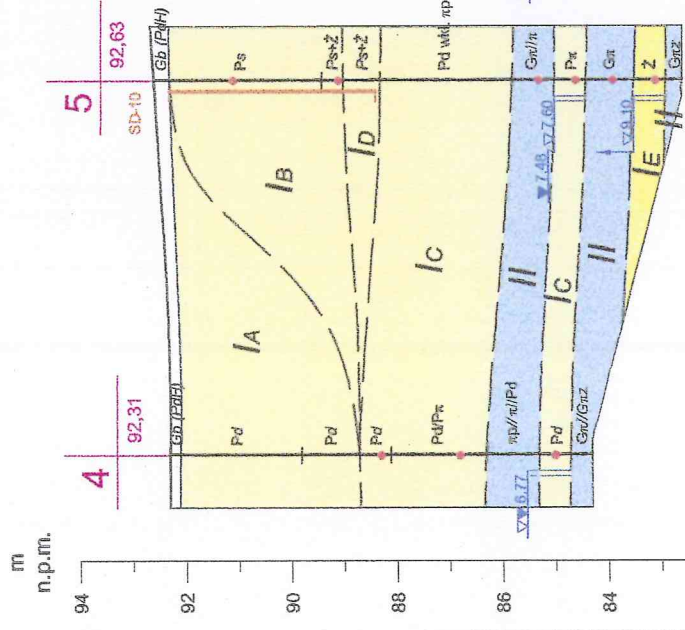 m
n.p.m.
94
92
90
88
86
84
4
92,31
Gb (PdH)
Pd
Pd
Pd
Pd/Pπ
πp//π//Pd
Pd
Gπ//Gπz
6.77
IA
IB
ID
IC
II
IC
II
IE
II
5
92,63
SD-10
Gb (PdH)
Ps
Ps+Ż
Ps+Ż
Pd wkł. πp
Gπ//π
Pπ
Gπ
Ż
Gπz
7.48
7.60
9.10